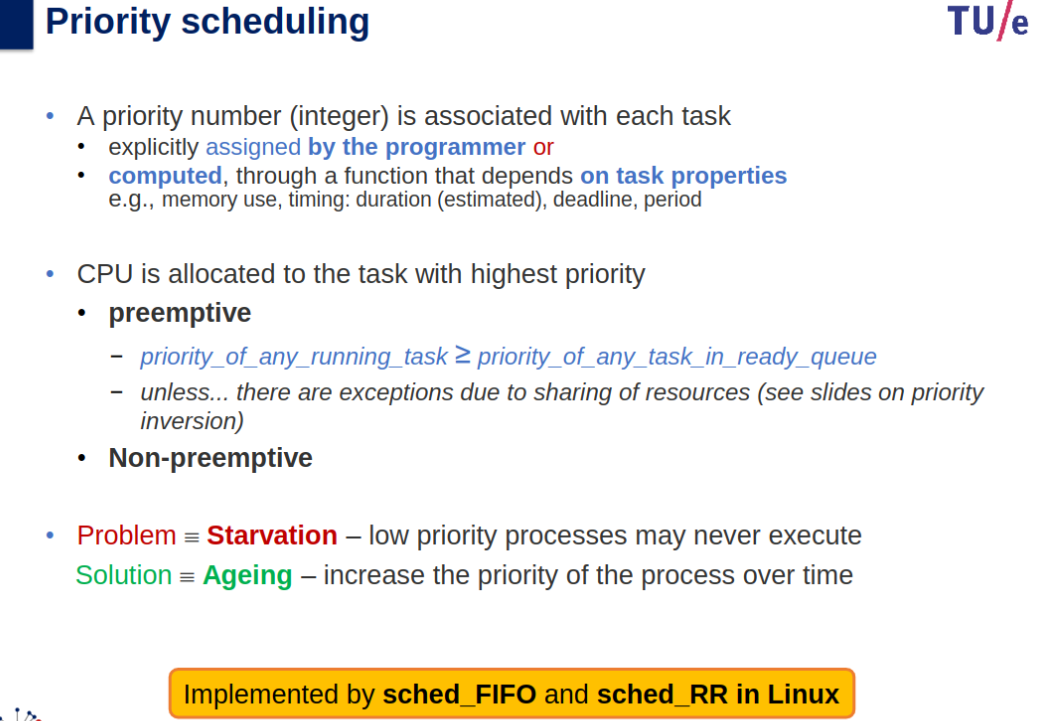 Priority scheduling
TU/e
• A priority number (integer) is associated with each task
• explicitly assigned by the programmer or
• computed, through a function that depends on task properties
e.g., memory use, timing: duration (estimated), deadline, period
• CPU is allocated to the task with highest priority
• preemptive
– priority_of_any_running_task ≥ priority_of_any_task_in_ready_queue
– unless... there are exceptions due to sharing of resources (see slides on priority
inversion)
• Non-preemptive
• Problem ≡ Starvation – low priority processes may never execute
Solution ≡ Ageing – increase the priority of the process over time
Implemented by sched_FIFO and sched_RR in Linux